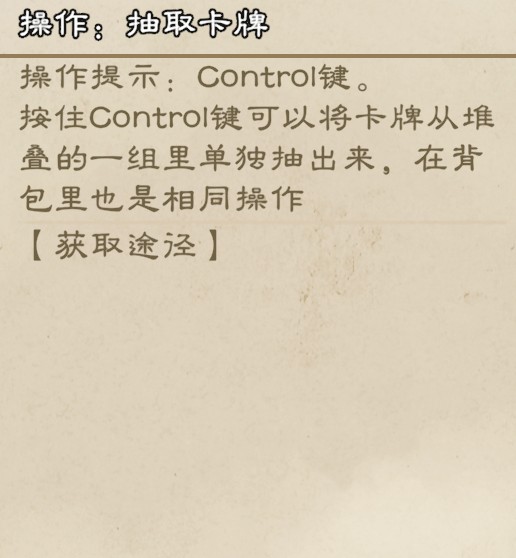 操作：抽取卡牌
操作提示：Control键。
按住Control键可以将卡牌从堆
叠的一组里单独抽出来，在背
包里也是相同操作
【获取途径】